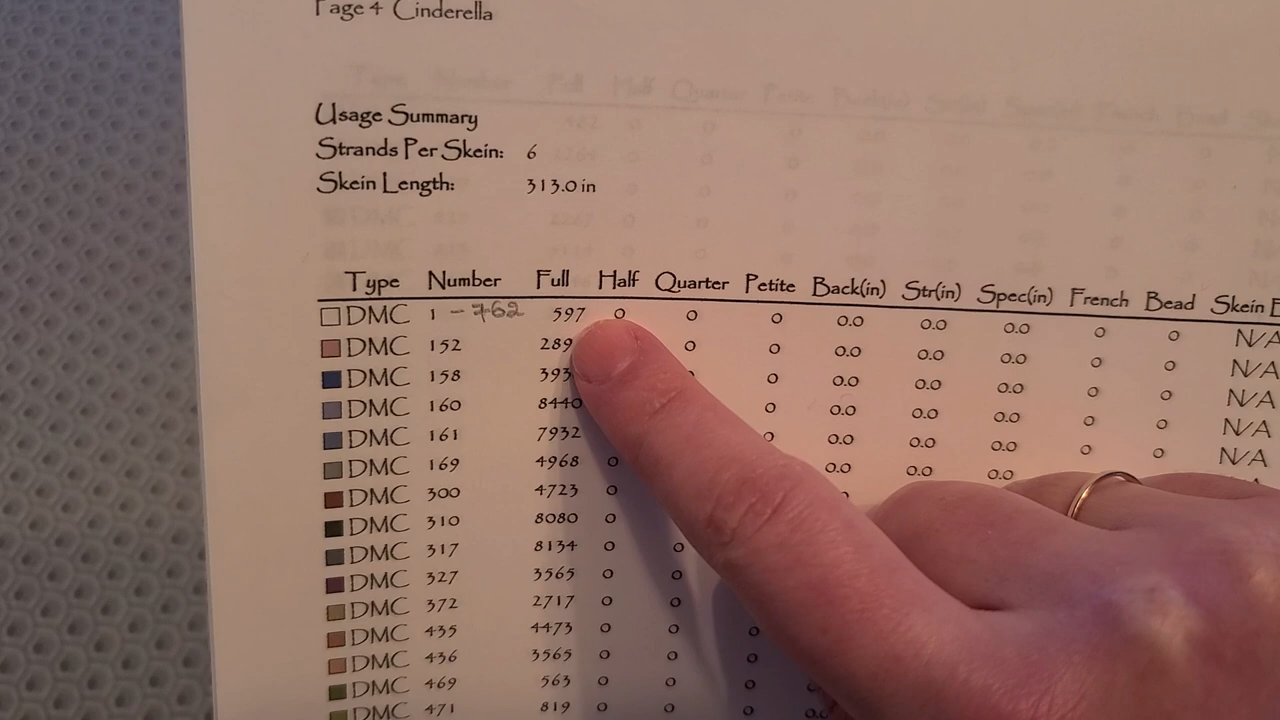 Page 4 Cinderella
Usage Summary
Strands Per Skein: 6
Skein Length: 313.0 in
Type Number Full Half Quarter Petite Back(in) Str(in) Spec(in) French Bead Skein E
DMC 1 - 762 597 0 0 0 0.0 0.0 0.0 0 0 N/A
DMC 152 289 0 0 0.0 0.0 0.0 0 0 N/A
DMC 158 393 0 0.0 0.0 0.0 0 0 N/A
DMC 160 8440 0 0.0 0.0 0.0 0 0 N/A
DMC 161 7932 0 0.0 0.0 0.0 0 0 N/A
DMC 169 4968 0 0.0 0.0 0.0
DMC 300 4723 0
DMC 310 8080 0
DMC 317 8134 0 0
DMC 327 3565 0 0
DMC 372 2717 0 0
DMC 435 4473 0 0 0
DMC 436 3565 0 0 0
DMC 469 563 0 0 0
DMC 471 819 0 0 0 0.0